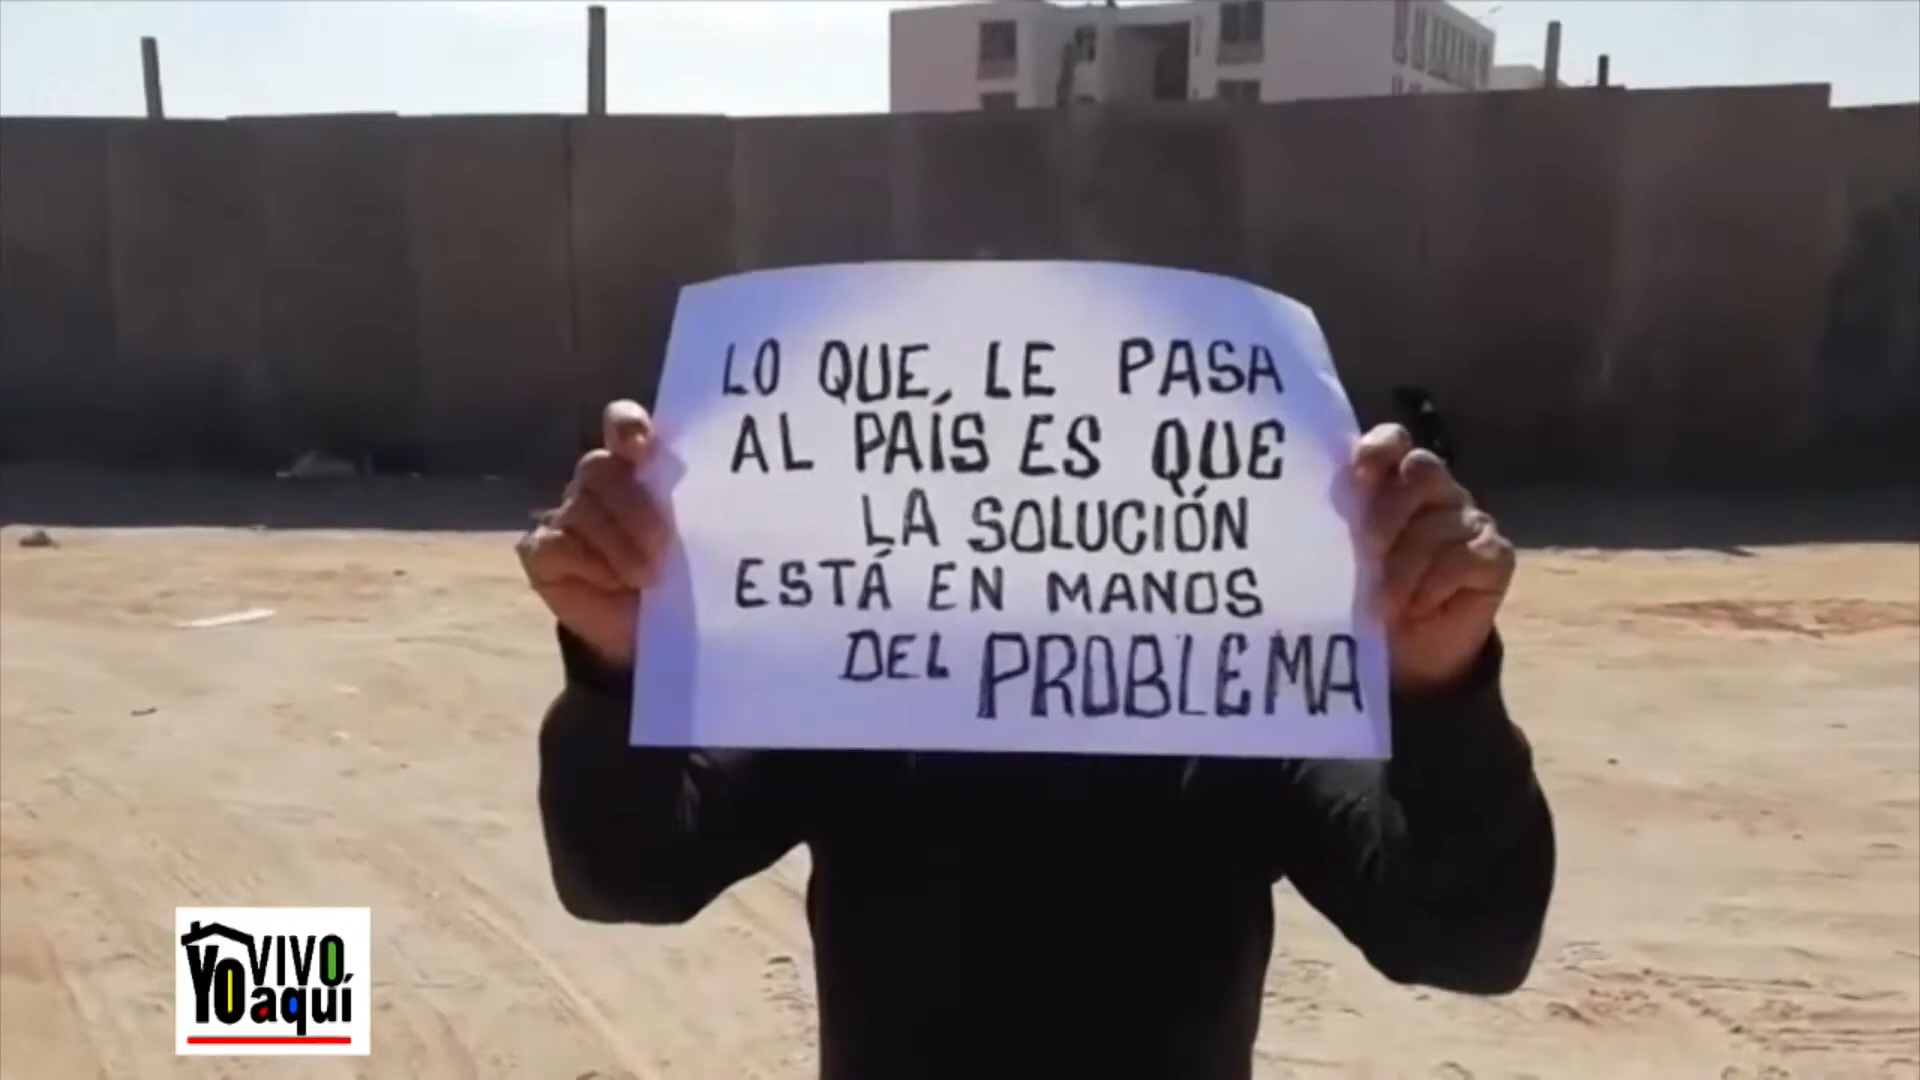 LO QUE, LE PASA
AL PAÍS ES QUE
LA SOLUCIÓN
ESTÁ EN MANOS
DEL PROBLEMA
YO VIVO
aquí